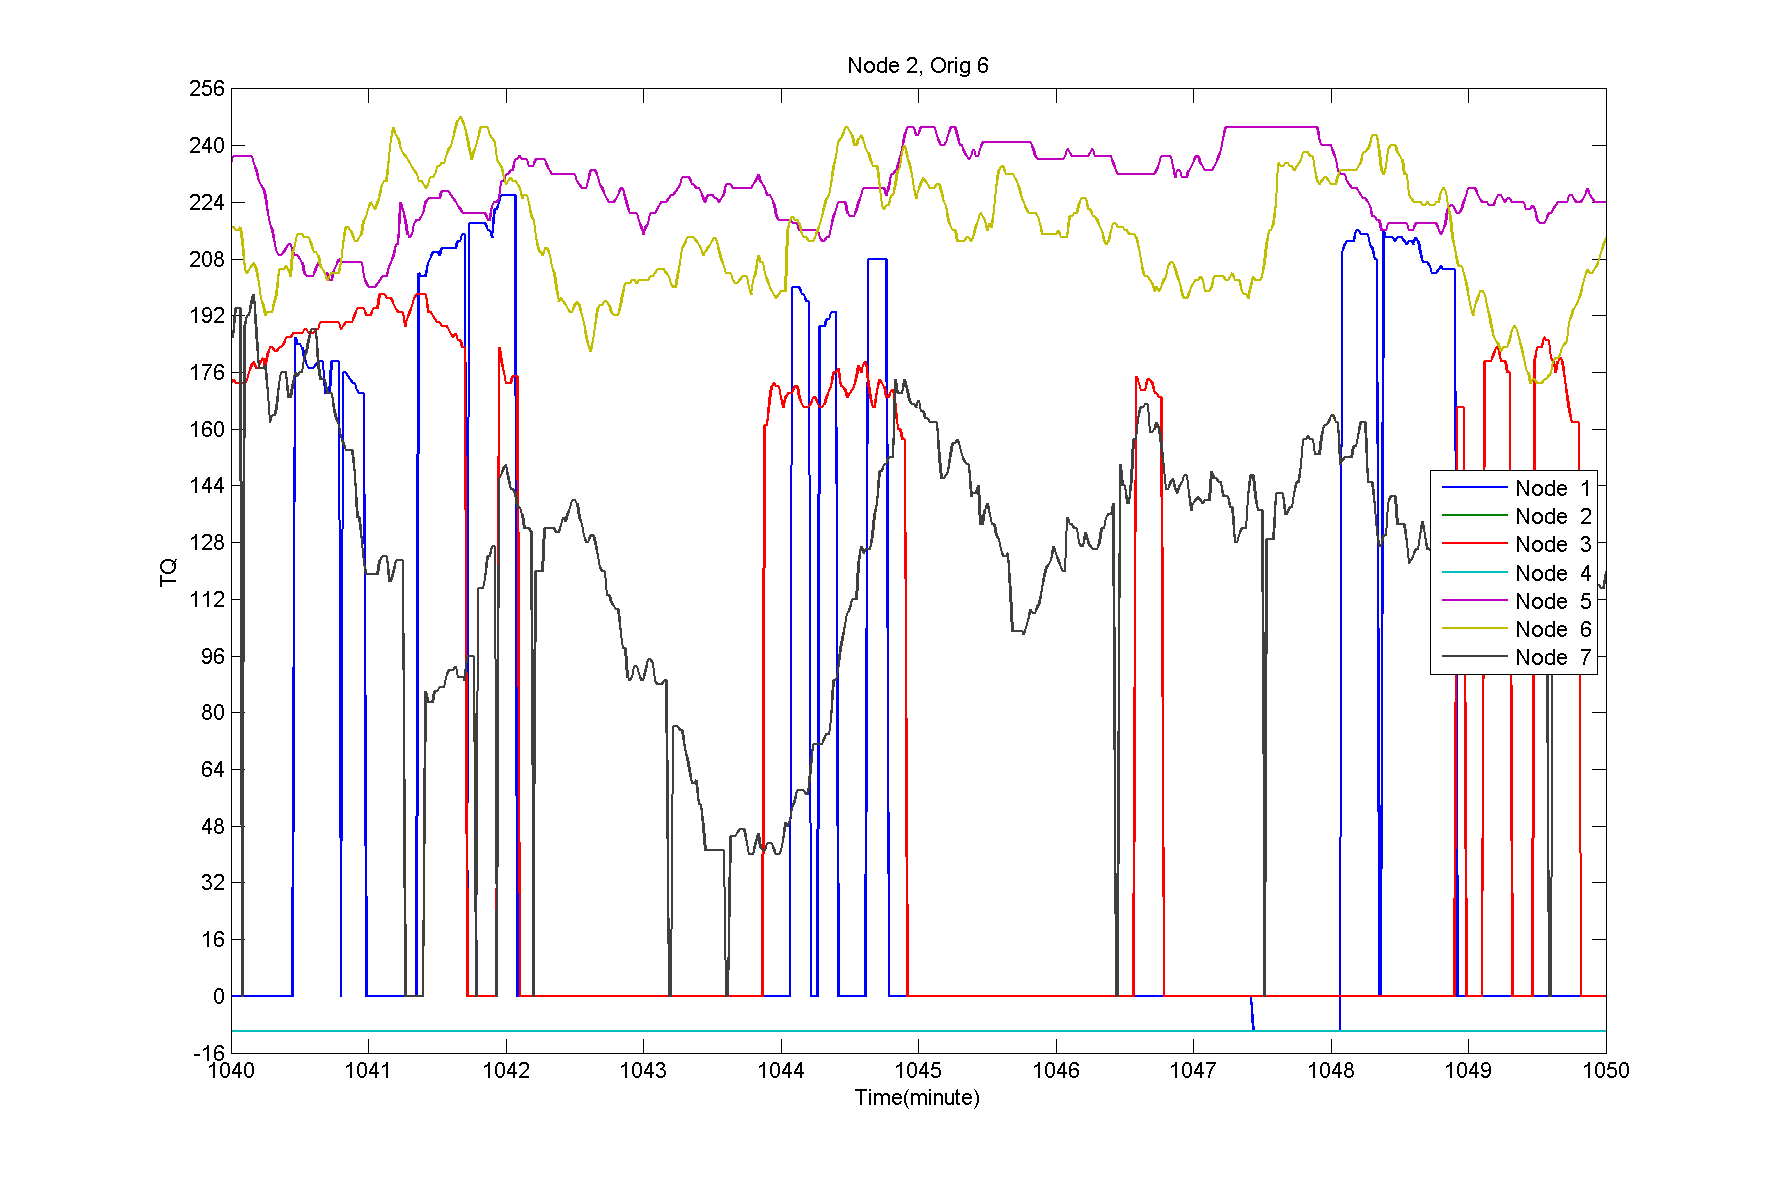 Node 2, Orig 6
256
240
224
208
192
176
160
144
128
112
96
80
64
48
32
16
0
-16
TQ
1040 1041 1042 1043 1044 1045 1046 1047 1048 1049 1050
Time(minute)
Node 1
Node 2
Node 3
Node 4
Node 5
Node 6
Node 7